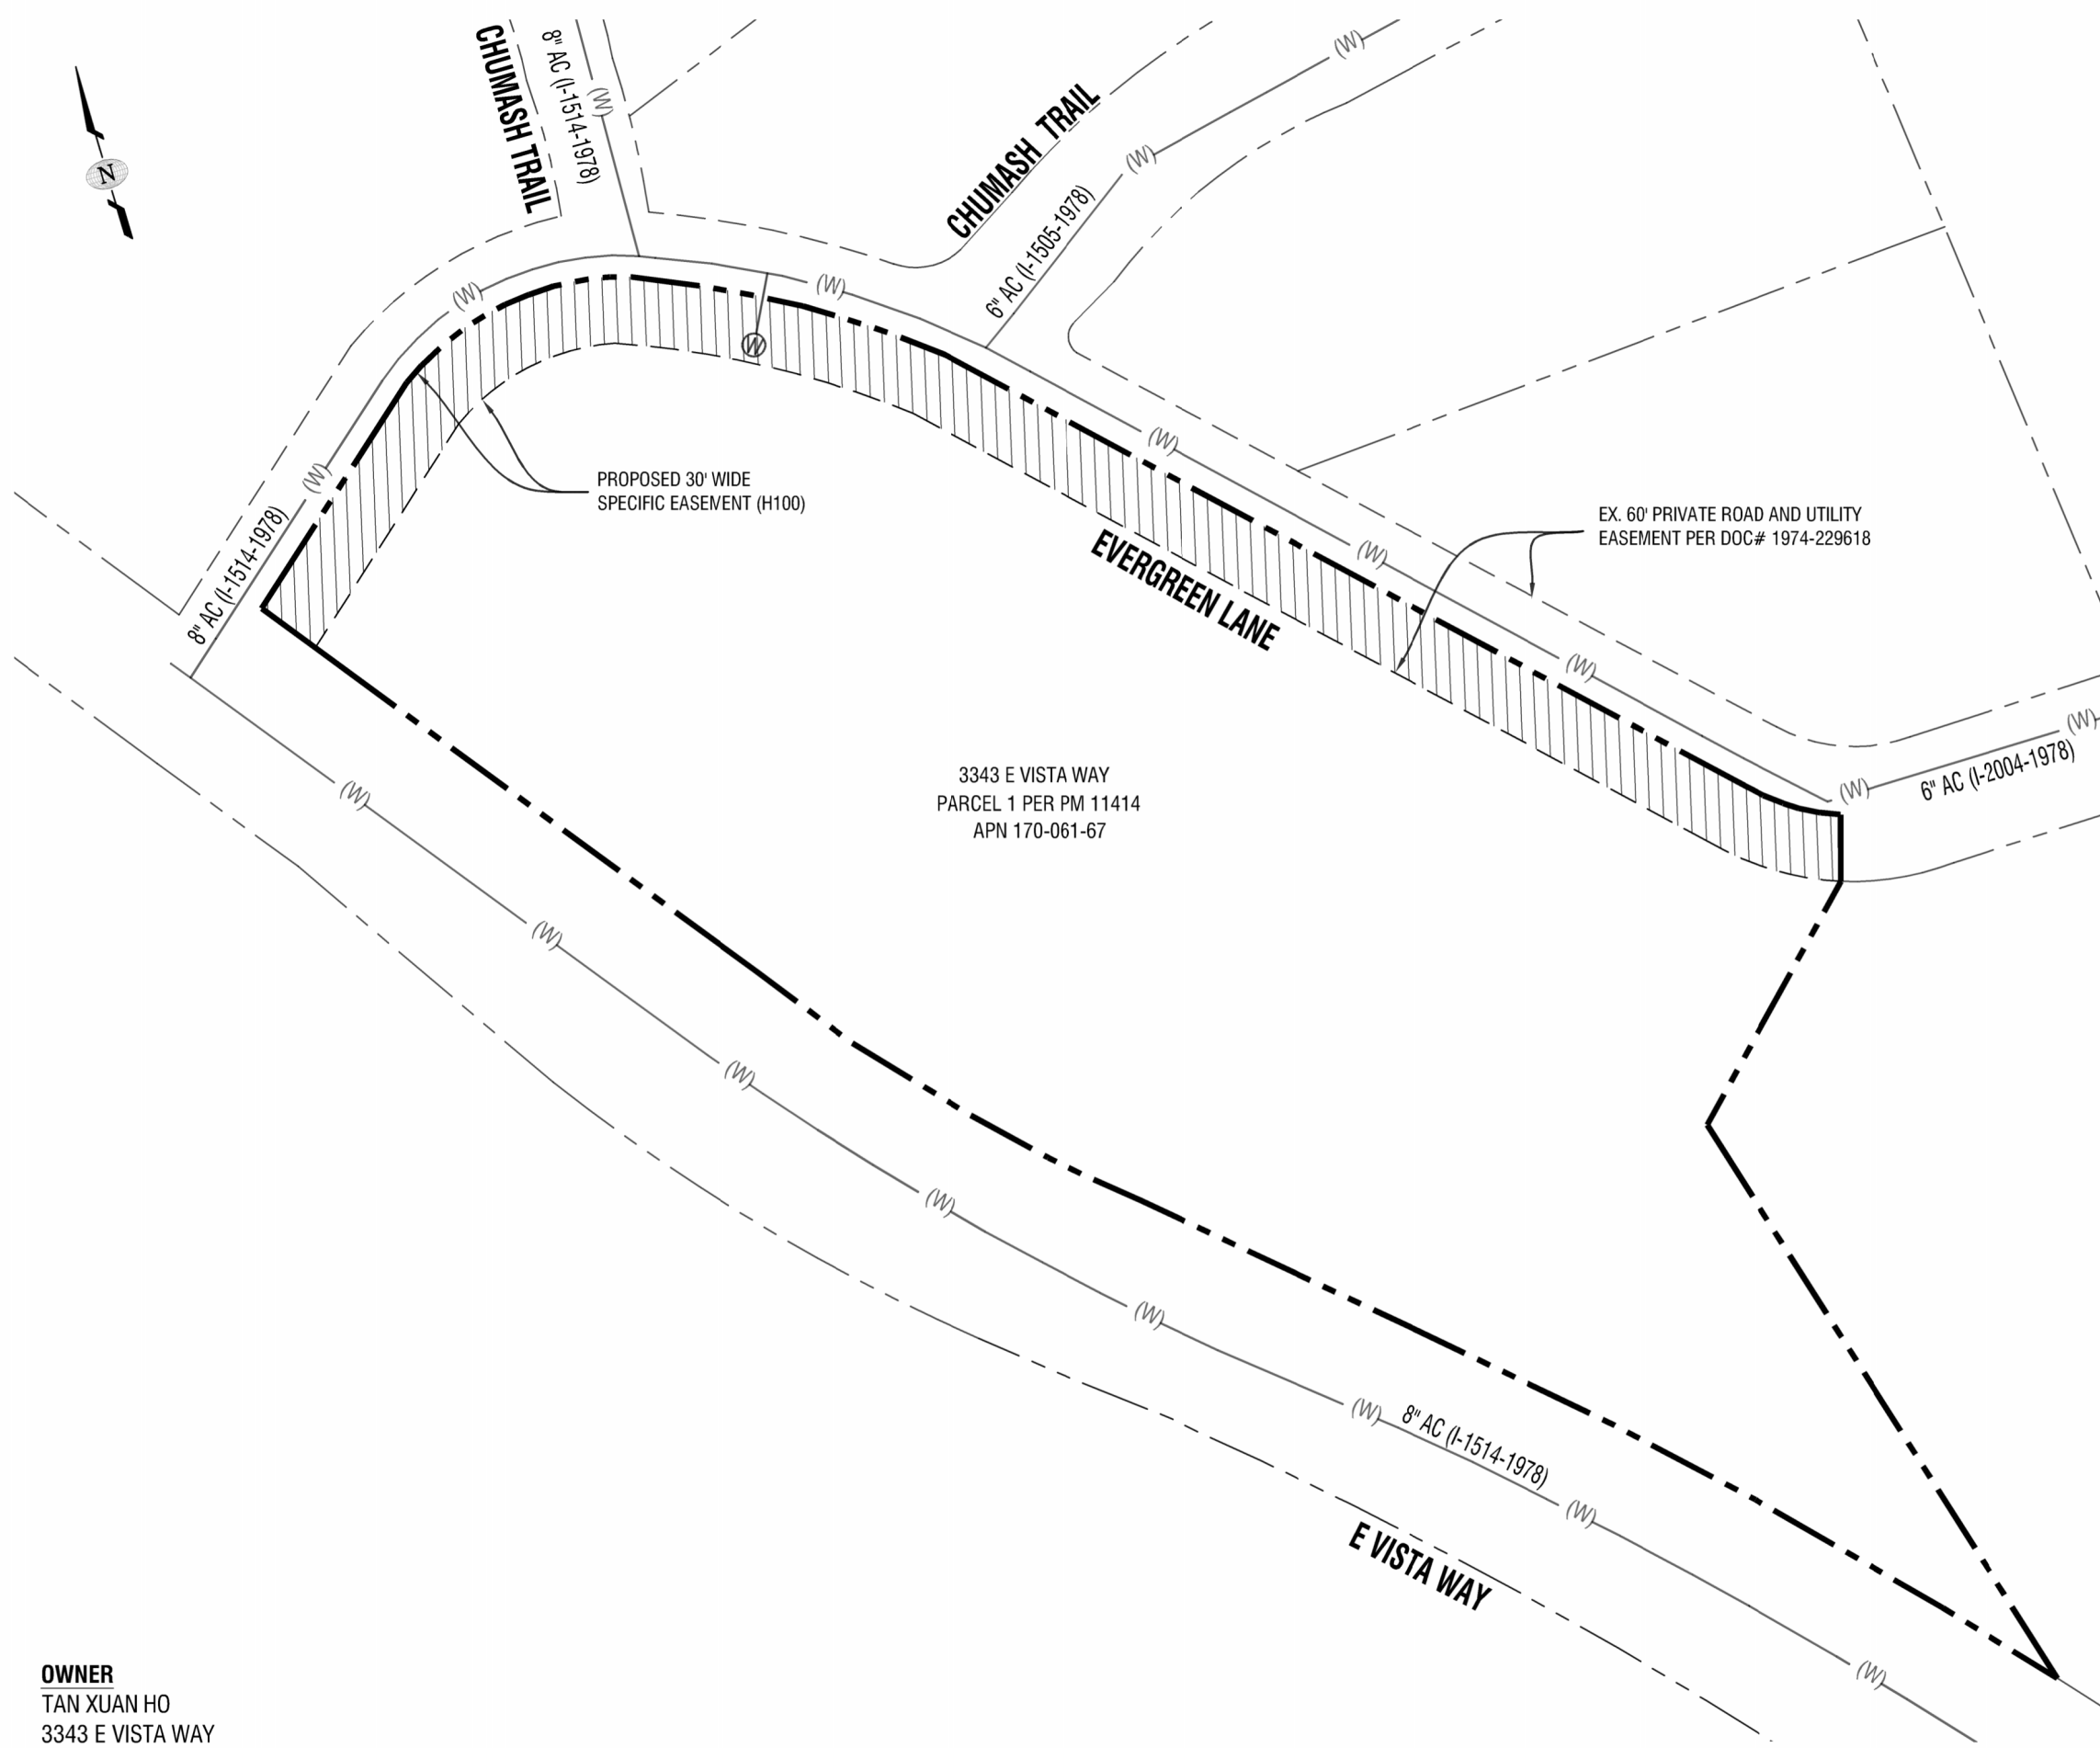 CHUMASH TRAIL
8" AC (I-1514-1978)
(W)
(W)
CHUMASH TRAIL
(W)
6" AC (I-1505-1978)
N
(W)
(W)
W
(W)
(W)
8" AC (I-1514-1978)
PROPOSED 30' WIDE
SPECIFIC EASEMENT (H100)
EX. 60' PRIVATE ROAD AND UTILITY
EASEMENT PER DOC# 1974-229618
(W)
EVERGREEN LANE
(W)
(W)
(W)
6" AC (I-2004-1978)
3343 E VISTA WAY
PARCEL 1 PER PM 11414
APN 170-061-67
(W)
(W)
(W)
(W)
(W)
(W)
8" AC (I-1514-1978)
(W)
E VISTA WAY
(W)
OWNER
TAN XUAN HO
3343 E VISTA WAY